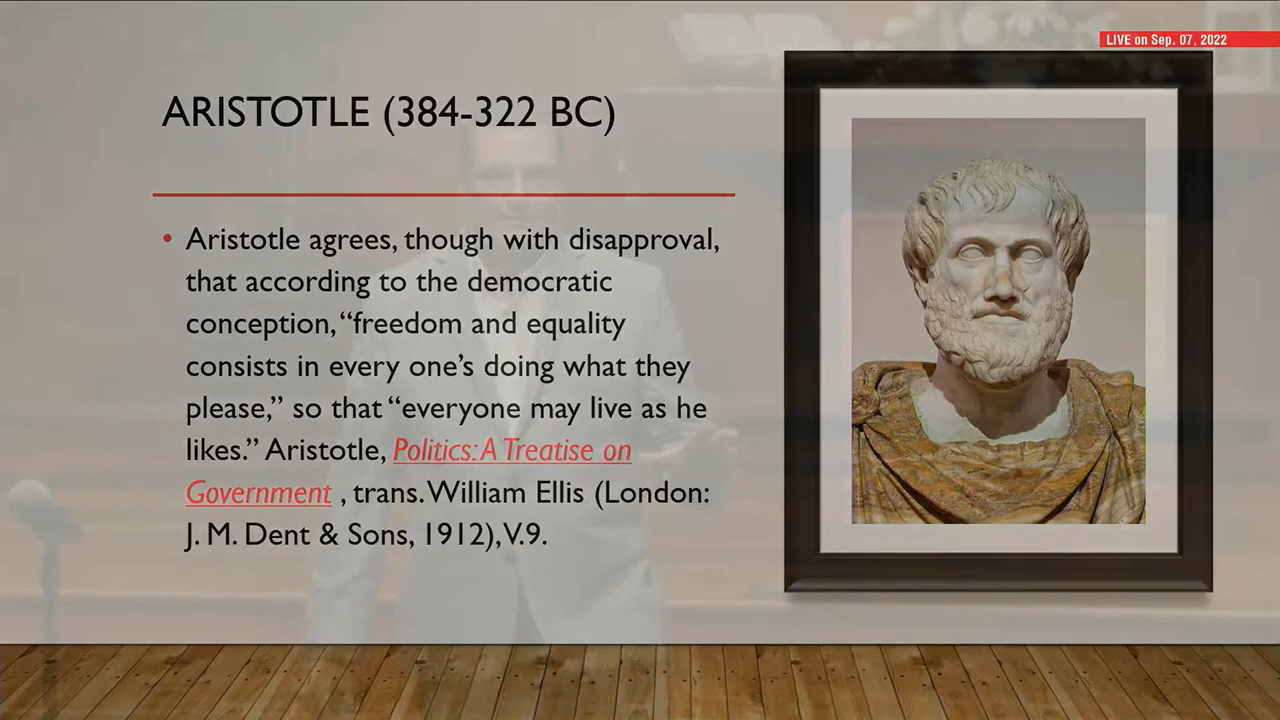 LIVE on Sep. 07, 2022
ARISTOTLE (384-322 BC)
• Aristotle agrees, though with disapproval,
that according to the democratic
conception, “freedom and equality
consists in every one’s doing what they
please,” so that “everyone may live as he
likes.” Aristotle, Politics: A Treatise on
Government , trans. William Ellis (London:
J. M. Dent & Sons, 1912), V.9.